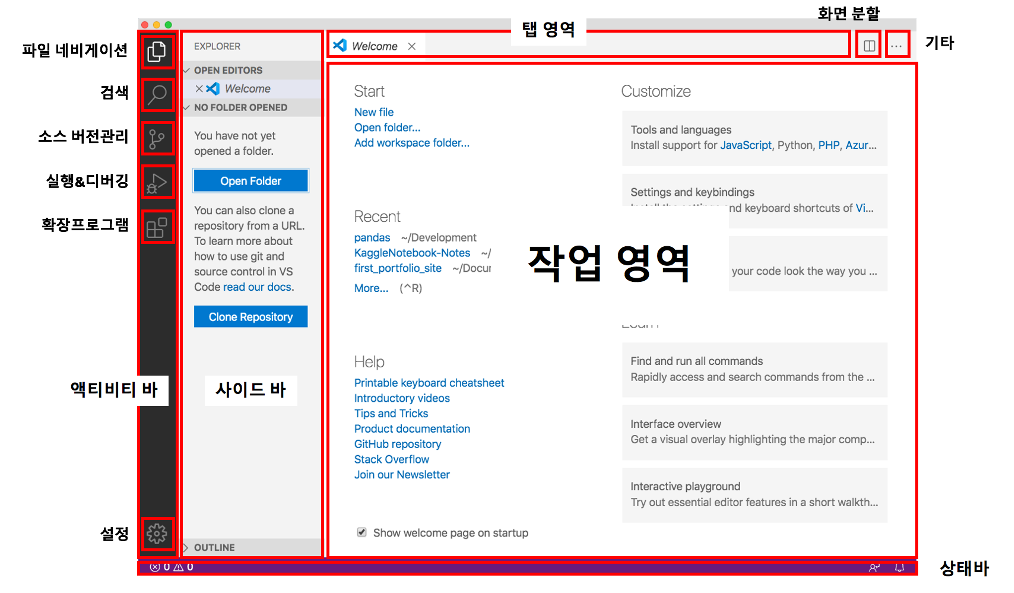 화면 분할
탭 영역
기타
파일 네비게이션
검색
소스 버전관리
실행&디버깅
확장프로그램
액티비티 바
설정
EXPLORER
OPEN EDITORS
Welcome
NO FOLDER OPENED
You have not yet
opened a folder.
Open Folder
You can also clone a
repository from a URL.
To learn more about
how to use git and
source control in VS
Code read our docs.
Clone Repository
사이드 바
OUTLINE
Welcome
Start
New file
Open folder...
Add workspace folder...
Recent
pandas ~/Development
KaggleNotebook-Notes ~/
first_portfolio_site ~/Docur
More... (^R)
작업 영역
Help
Printable keyboard cheatsheet
Introductory videos
Tips and Tricks
Product documentation
GitHub repository
Stack Overflow
Join our Newsletter
Show welcome page on startup
Customize
Tools and languages
Install support for JavaScript, Python, PHP, Azur...
Settings and keybindings
Install the settings and keyboard shortcuts of Vi...
your code look the way you ...
Learn
Find and run all commands
Rapidly access and search commands from the ...
Interface overview
Get a visual overlay highlighting the major comp...
Interactive playground
Try out essential editor features in a short walkth...
0 0
상태바